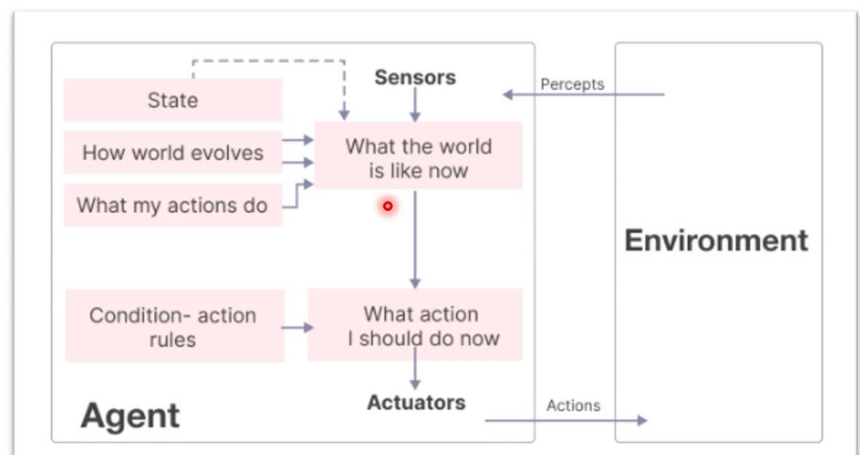 Sensors
Percepts
State
What the world
is like now
How world evolves
What my actions do
Environment
Condition- action
rules
What action
I should do now
Agent
Actuators
Actions